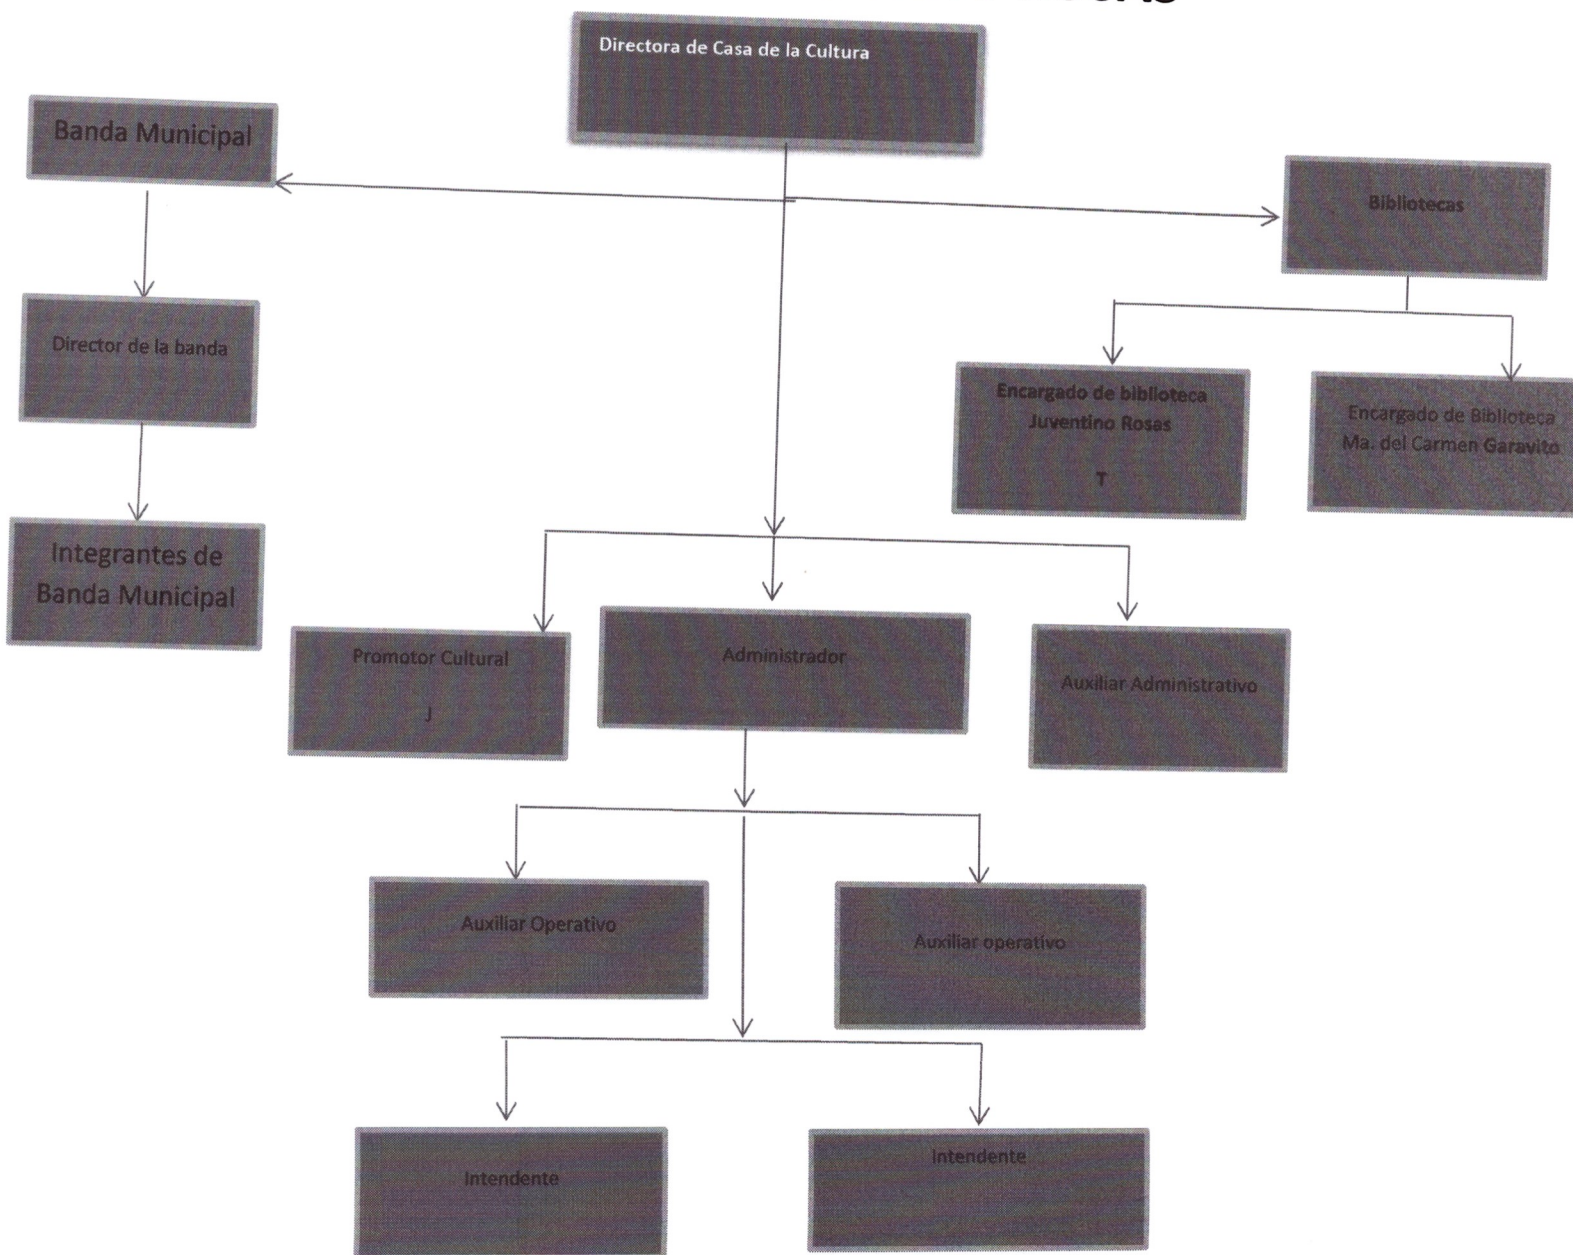 Directora de Casa de la Cultura
Banda Municipal
Bibliotecas
Director de la banda
Encargado de biblioteca
Juventino Rosas
T
Encargado de Biblioteca
Ma. del Carmen Garavito
Integrantes de
Banda Municipal
Promotor Cultural
J
Administrador
Auxiliar Administrativo
Auxiliar Operativo
Auxiliar operativo
Intendente
Intendente